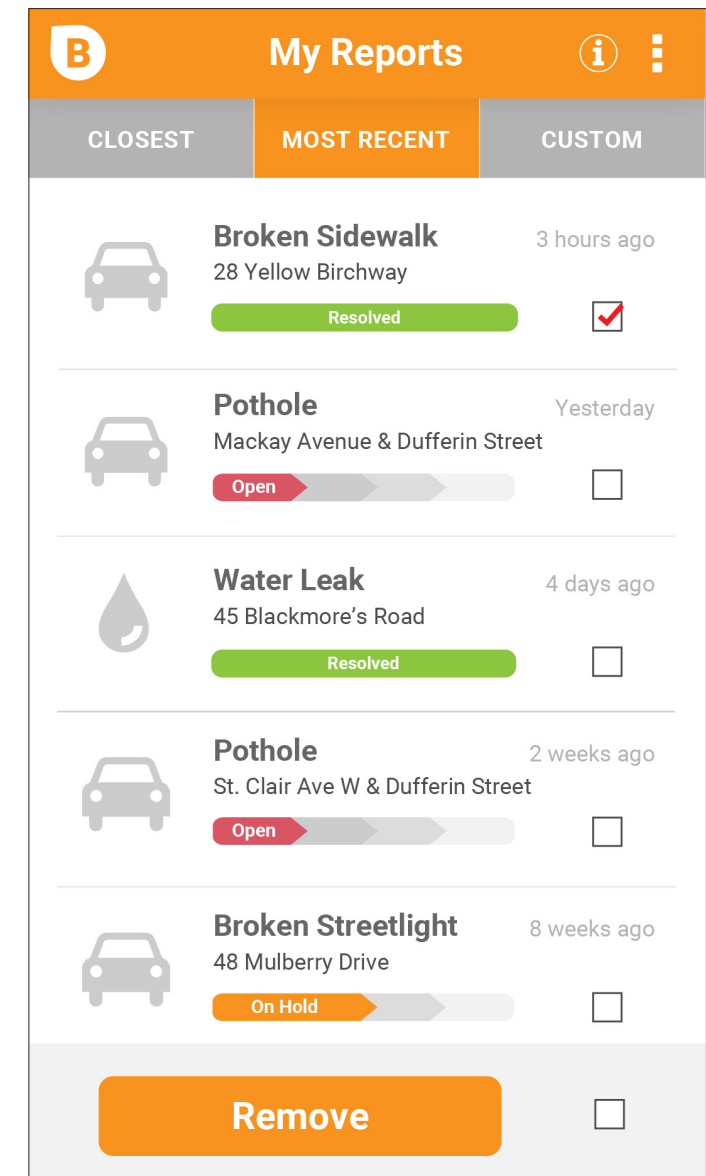 B
My Reports
i
CLOSEST
MOST RECENT
CUSTOM
Broken Sidewalk
3 hours ago
28 Yellow Birchway
Resolved
Pothole
Yesterday
Mackay Avenue & Dufferin Street
Open
Water Leak
4 days ago
45 Blackmore’s Road
Resolved
Pothole
2 weeks ago
St. Clair Ave W & Dufferin Street
Open
Broken Streetlight
8 weeks ago
48 Mulberry Drive
On Hold
Remove